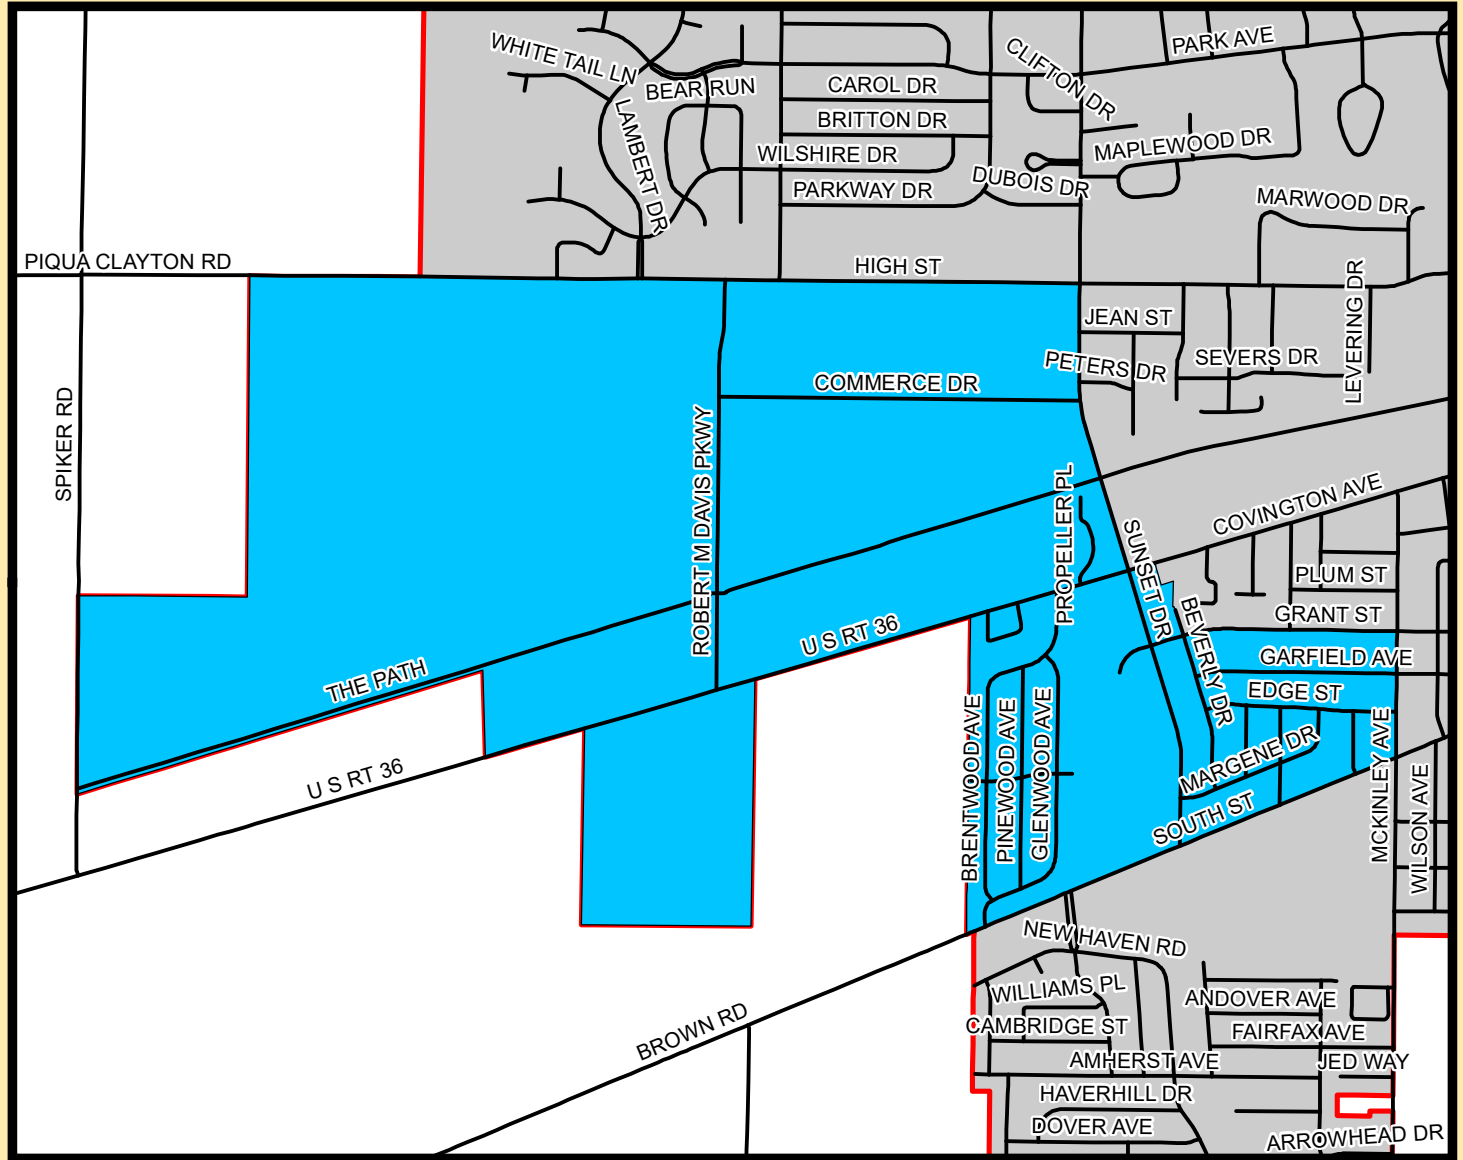 WHITE TAIL LN
BEAR RUN
LAMBERT DR
CAROL DR
BRITTON DR
WILSHIRE DR
PARKWAY DR
CLIFTON DR
PARK AVE
MAPLEWOOD DR
DUBOIS DR
MARWOOD DR
PIQUA CLAYTON RD
HIGH ST
JEAN ST
PETERS DR
SEVERS DR
LEVERING DR
COMMERCE DR
SPIKER RD
ROBERT M DAVIS PKWY
PROPELLER PL
COVINGTON AVE
SUNSET DR
PLUM ST
GRANT ST
BEVERLY DR
GARFIELD AVE
EDGE ST
THE PATH
U S RT 36
U S RT 36
BRENTWOOD AVE
PINEWOOD AVE
GLENWOOD AVE
MARGENE DR
SOUTH ST
MCKINLEY AVE
WILSON AVE
NEW HAVEN RD
WILLIAMS PL
CAMBRIDGE ST
ANDOVER AVE
FAIRFAX AVE
AMHERST AVE
JED WAY
HAVERHILL DR
DOVER AVE
ARROWHEAD DR
BROWN RD